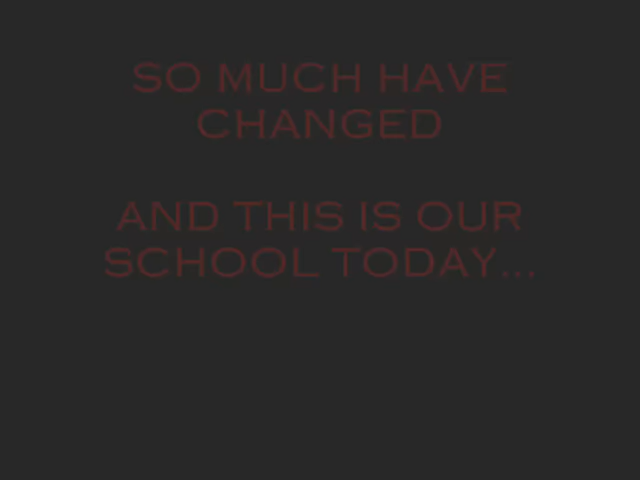 SO MUCH HAVE
CHANGED
AND THIS IS OUR
SCHOOL TODAY...